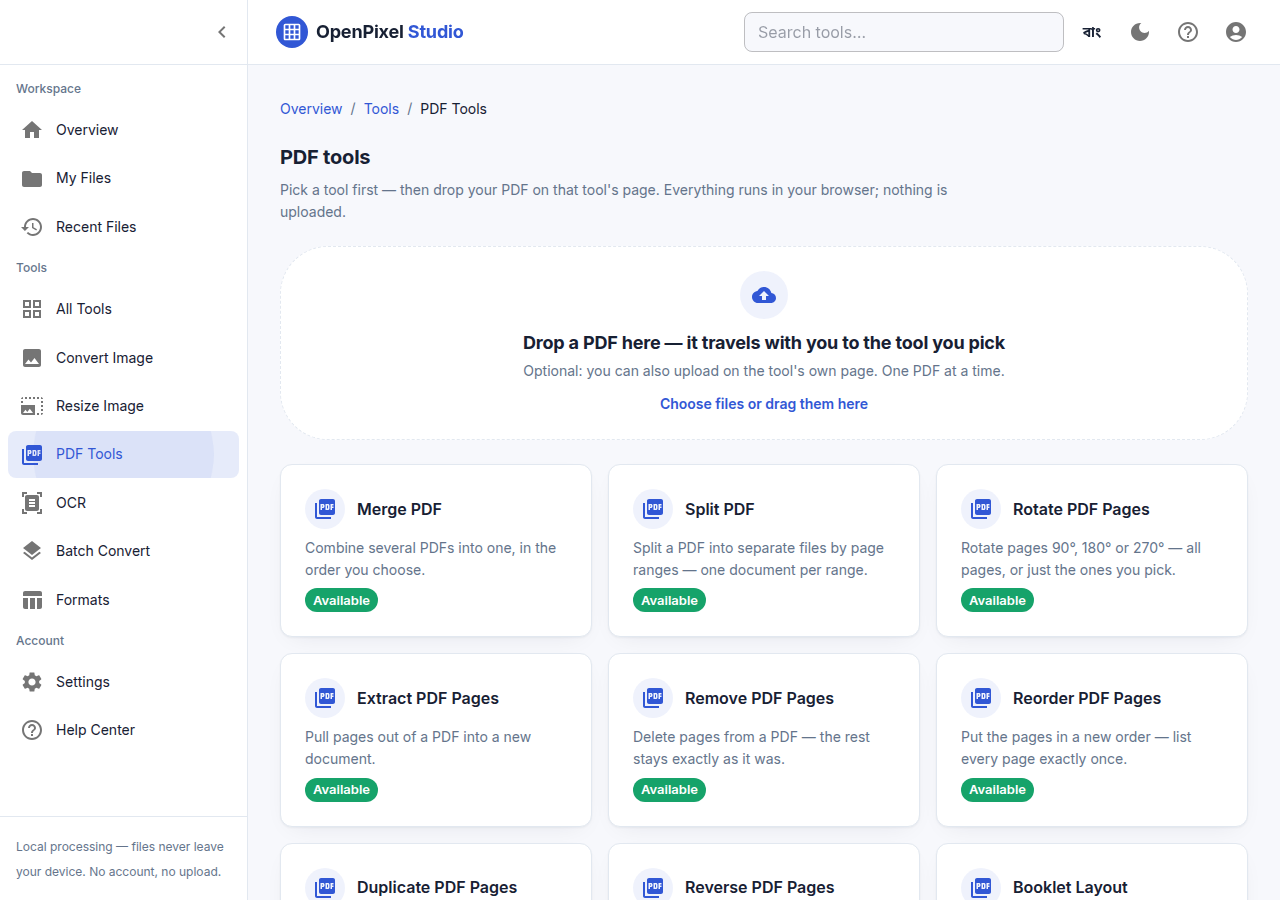 OpenPixel Studio
Search tools...
বাং
Workspace
Overview
My Files
Recent Files
Tools
All Tools
Convert Image
Resize Image
PDF Tools
OCR
Batch Convert
Formats
Account
Settings
Help Center
Local processing — files never leave
your device. No account, no upload.
Overview / Tools / PDF Tools
PDF tools
Pick a tool first — then drop your PDF on that tool's page. Everything runs in your browser; nothing is
uploaded.
Drop a PDF here — it travels with you to the tool you pick
Optional: you can also upload on the tool's own page. One PDF at a time.
Choose files or drag them here
PDF Merge PDF
Combine several PDFs into one, in the
order you choose.
Available
PDF Split PDF
Split a PDF into separate files by page
ranges — one document per range.
Available
PDF Rotate PDF Pages
Rotate pages 90°, 180° or 270° — all
pages, or just the ones you pick.
Available
PDF Extract PDF Pages
Pull pages out of a PDF into a new
document.
Available
PDF Remove PDF Pages
Delete pages from a PDF — the rest
stays exactly as it was.
Available
PDF Reorder PDF Pages
Put the pages in a new order — list
every page exactly once.
Available
PDF Duplicate PDF Pages
PDF Reverse PDF Pages
PDF Booklet Layout